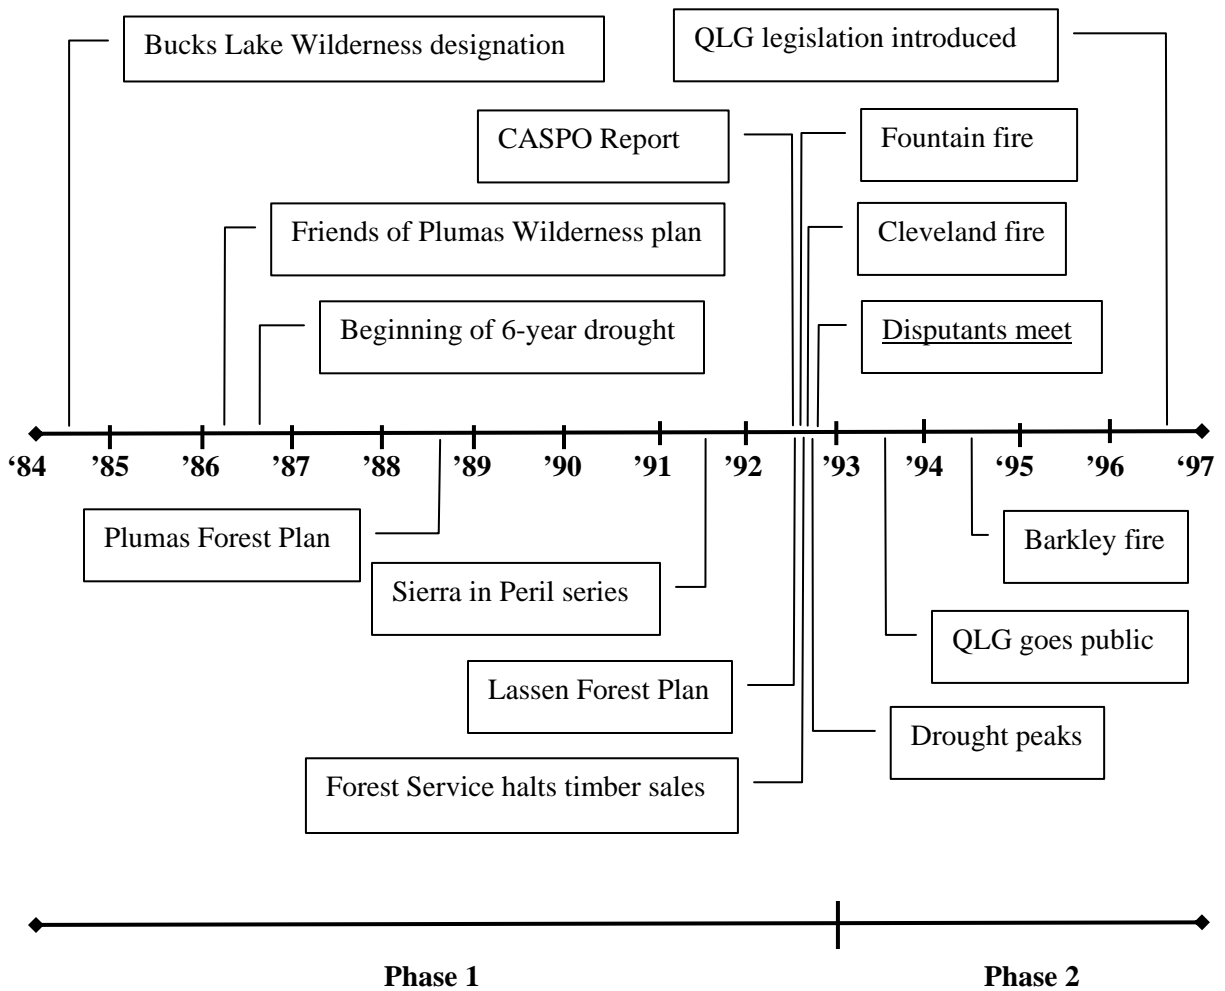 Bucks Lake Wilderness designation
QLG legislation introduced
CASPO Report
Fountain fire
Friends of Plumas Wilderness plan
Cleveland fire
Beginning of 6-year drought
Disputants meet
‘84 ’85 ’86 ’87 ’88 ’89 ’90 ’91 ’92 ’93 ’94 ‘95 ’96 ‘97
Plumas Forest Plan
Barkley fire
Sierra in Peril series
QLG goes public
Lassen Forest Plan
Drought peaks
Forest Service halts timber sales
Phase 1
Phase 2